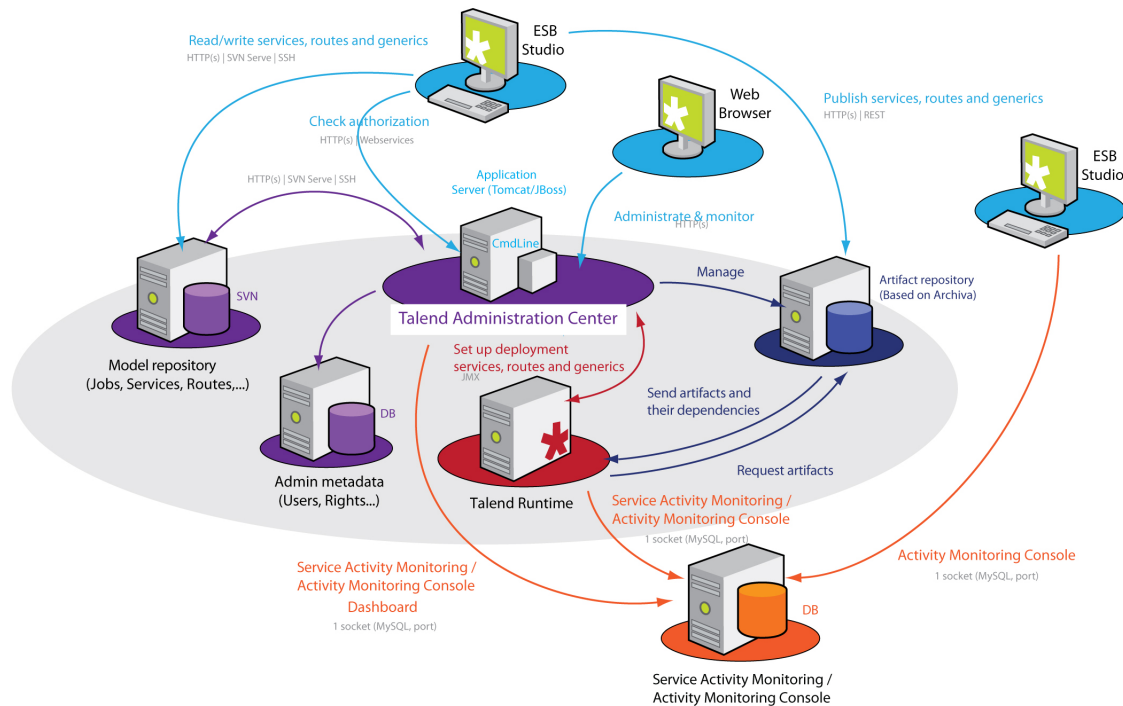 ESB
Studio
Read/write services, routes and generics
HTTP(s) | SVN Serve | SSH
Web
Browser
Publish services, routes and generics
HTTP(s) | REST
Check authorization
HTTP(s) | Webservices
ESB
Studio
HTTP(s) | SVN Serve | SSH
Application
Server (Tomcat/JBoss)
Administrate & monitor
HTTP(s)
CmdLine
Manage
Artifact repository
(Based on Archiva)
SVN
Talend Administration Center
Model repository
(Jobs, Services, Routes,...)
Set up deployment
services, routes and generics
JMX
Send artifacts and
their dependencies
DB
Request artifacts
Admin metadata
(Users, Rights...)
Talend Runtime
Service Activity Monitoring /
Activity Monitoring Console
1 socket (MySQL, port)
Activity Monitoring Console
1 socket (MySQL, port)
Service Activity Monitoring /
Activity Monitoring Console
Dashboard
1 socket (MySQL, port)
DB
Service Activity Monitoring /
Activity Monitoring Console